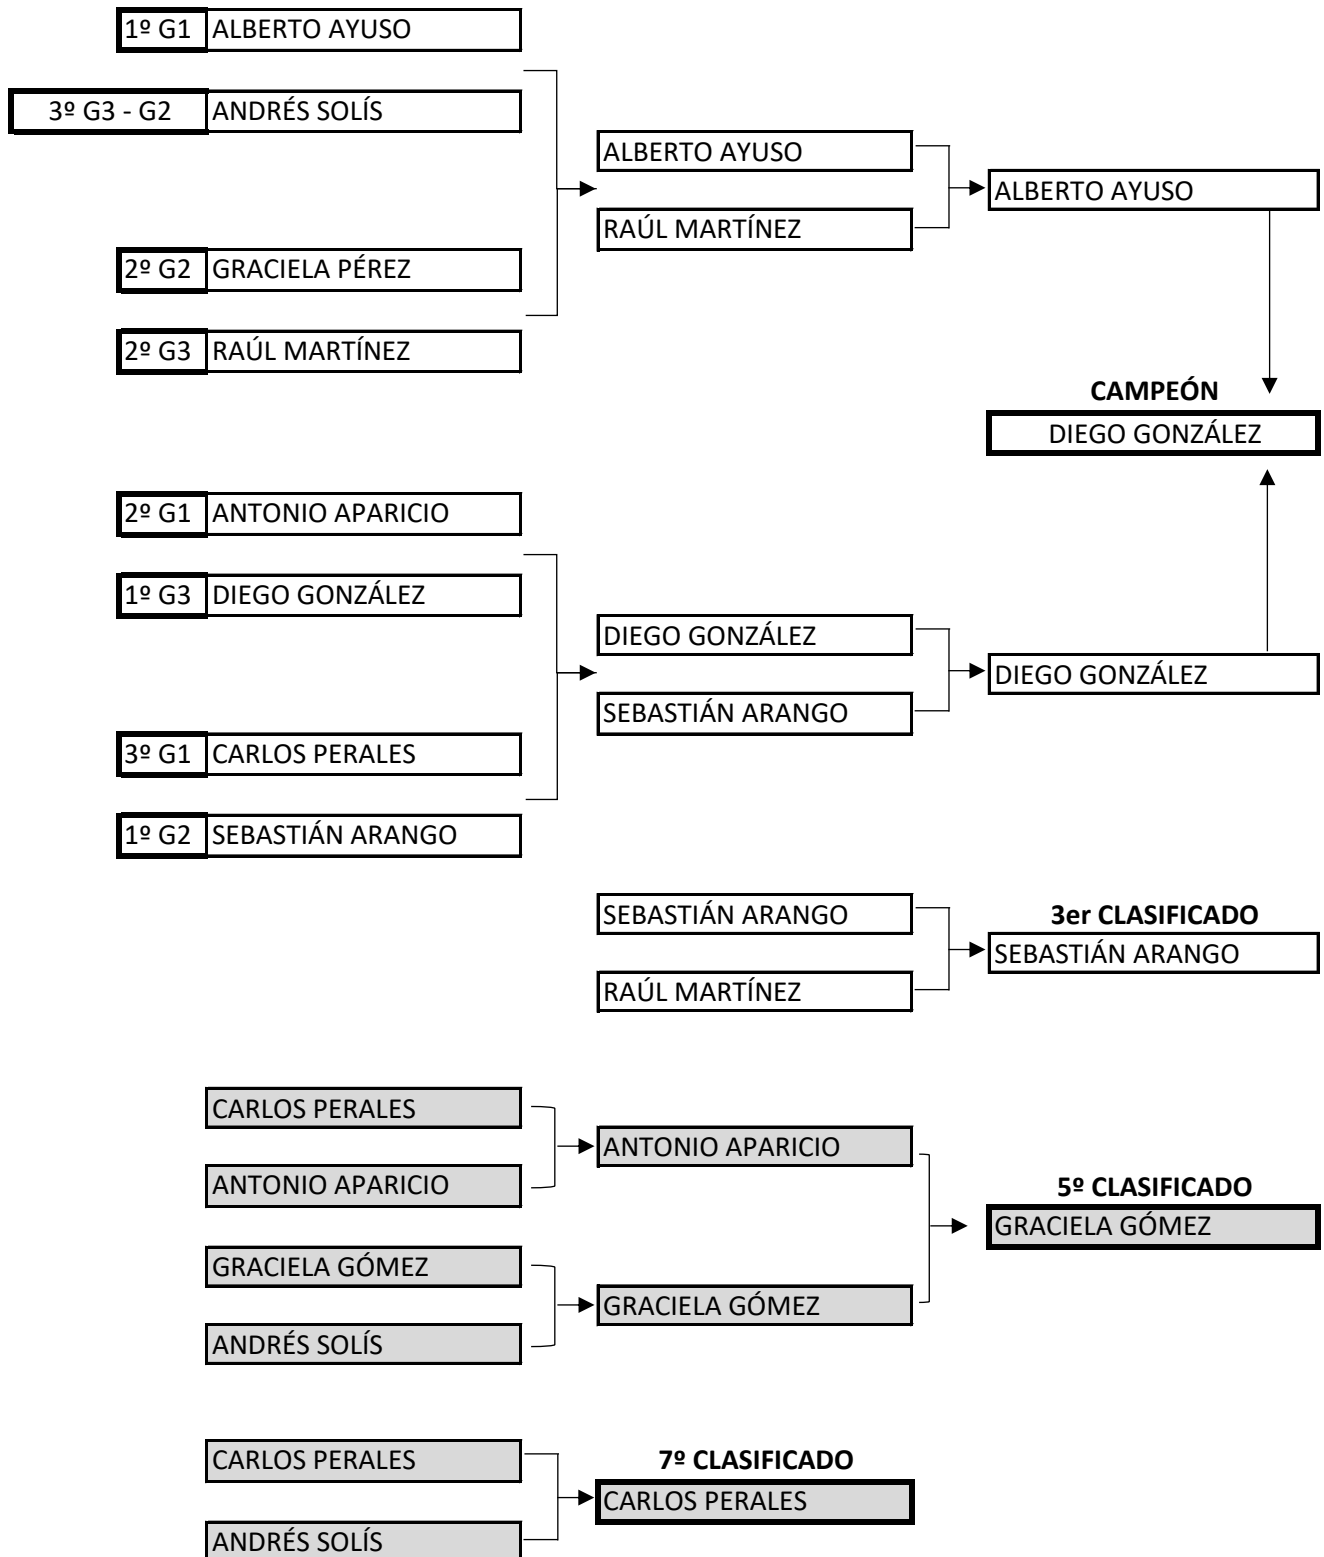 1º G1 ALBERTO AYUSO
3º G3 - G2 ANDRÉS SOLÍS
ALBERTO AYUSO
ALBERTO AYUSO
RAÚL MARTÍNEZ
2º G2 GRACIELA PÉREZ
2º G3 RAÚL MARTÍNEZ
CAMPEÓN
DIEGO GONZÁLEZ
2º G1 ANTONIO APARICIO
1º G3 DIEGO GONZÁLEZ
DIEGO GONZÁLEZ
DIEGO GONZÁLEZ
SEBASTIÁN ARANGO
3º G1 CARLOS PERALES
1º G2 SEBASTIÁN ARANGO
SEBASTIÁN ARANGO
3er CLASIFICADO
SEBASTIÁN ARANGO
RAÚL MARTÍNEZ
CARLOS PERALES
ANTONIO APARICIO
ANTONIO APARICIO
5º CLASIFICADO
GRACIELA GÓMEZ
GRACIELA GÓMEZ
GRACIELA GÓMEZ
ANDRÉS SOLÍS
CARLOS PERALES
7º CLASIFICADO
CARLOS PERALES
ANDRÉS SOLÍS